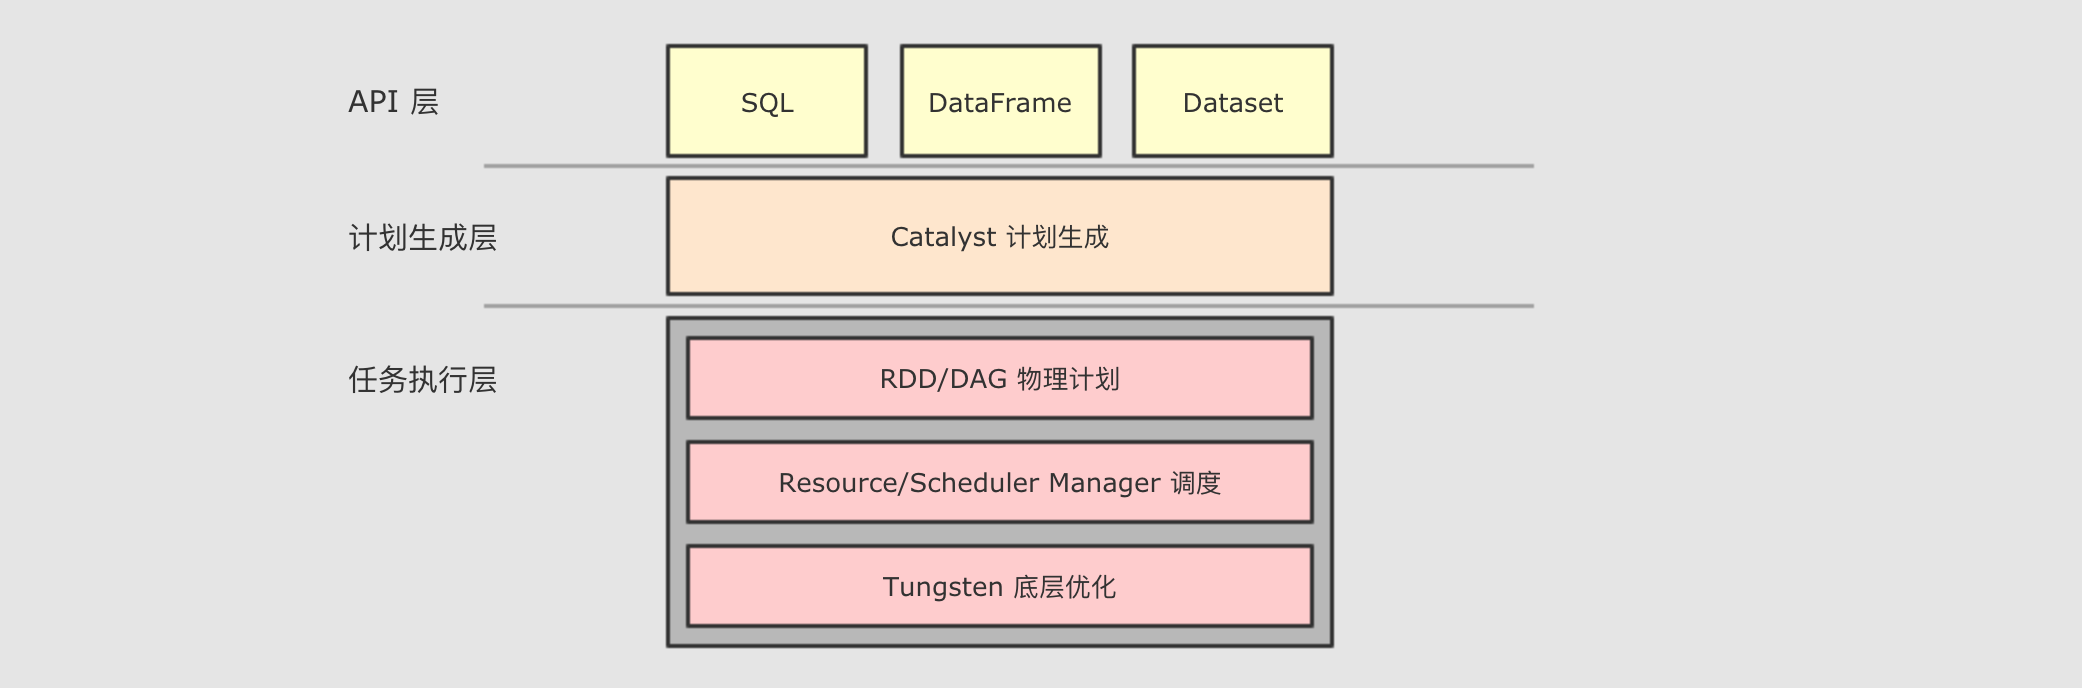 API 层
SQL
DataFrame
Dataset
计划生成层
Catalyst 计划生成
任务执行层
RDD/DAG 物理计划
Resource/Scheduler Manager 调度
Tungsten 底层优化